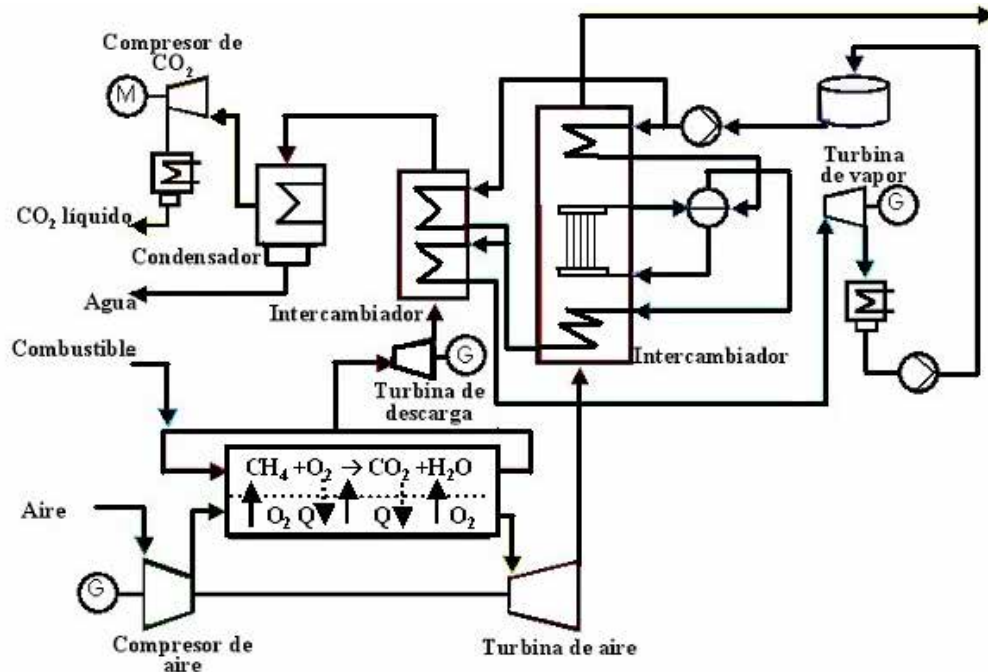 Compresor de
CO₂
M
CO₂ líquido
Condensador
Agua
Intercambiador
Turbina
de vapor
G
Intercambiador
Combustible
G
Turbina de
descarga
CH₄ +O₂ → CO₂ +H₂O
O₂ Q Q O₂
Aire
G
Compresor de
aire
Turbina de aire